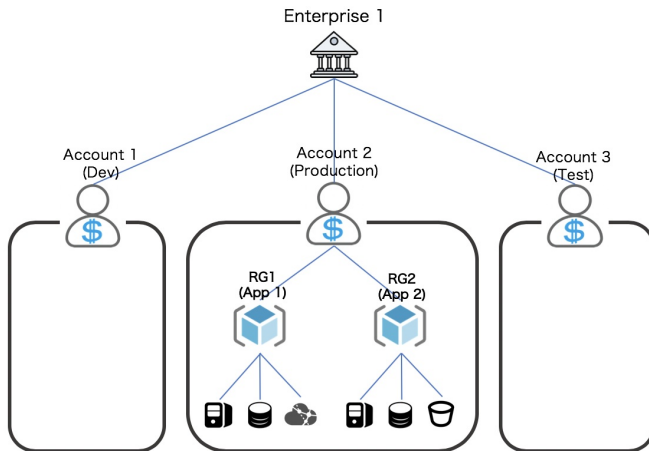 Enterprise 1
Account 1
(Dev)
Account 2
(Production)
Account 3
(Test)
$
$
$
RG1
(App 1)
RG2
(App 2)